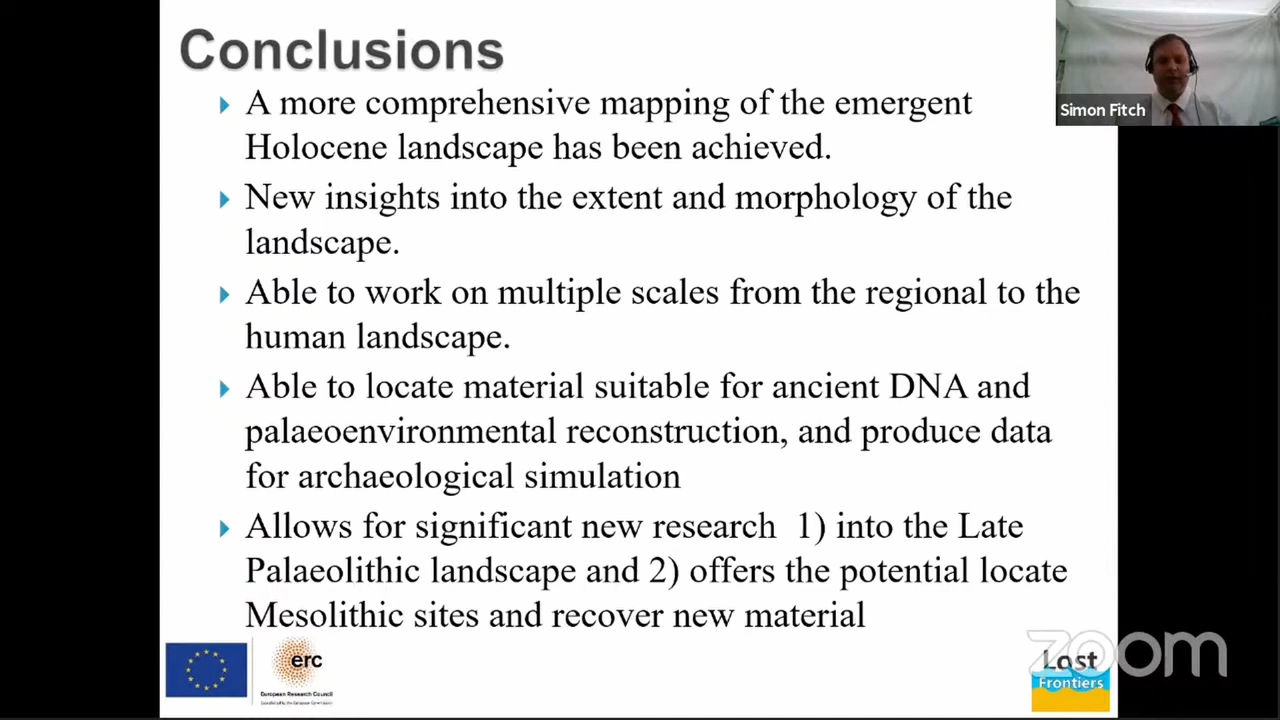 Conclusions
A more comprehensive mapping of the emergent
Holocene landscape has been achieved.
New insights into the extent and morphology of the
landscape.
Able to work on multiple scales from the regional to the
human landscape.
Able to locate material suitable for ancient DNA and
palaeoenvironmental reconstruction, and produce data
for archaeological simulation
Allows for significant new research 1) into the Late
Palaeolithic landscape and 2) offers the potential locate
Mesolithic sites and recover new material
Simon Fitch
erc
European Research Council
Lost
Frontiers
zoom